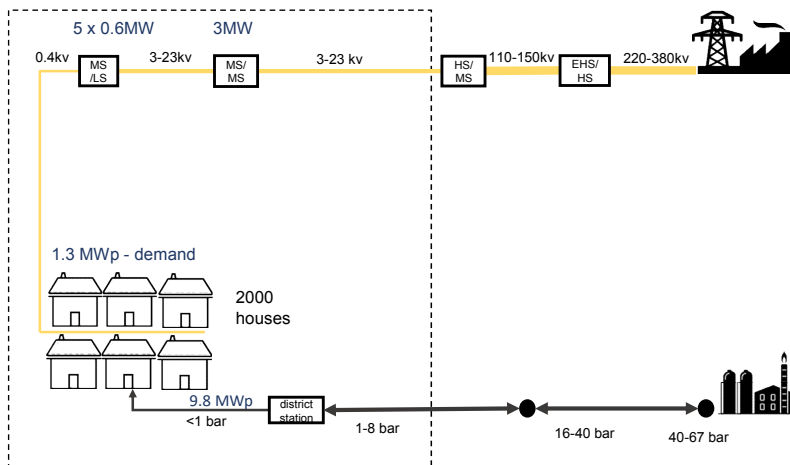 5 x 0.6MW
3MW
0.4kv
MS
/LS
3-23kv
MS/
MS
3-23 kv
HS/
MS
110-150kv
EHS/
HS
220-380kv
1.3 MWp - demand
2000
houses
9.8 MWp
<1 bar
district
station
1-8 bar
16-40 bar
40-67 bar